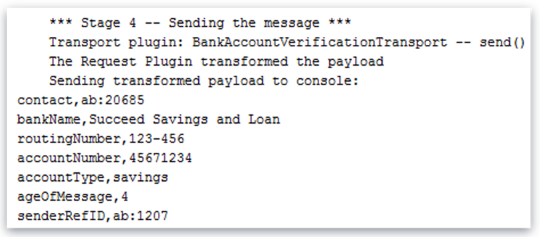 *** Stage 4 -- Sending the message ***
Transport plugin: BankAccountVerificationTransport -- send()
The Request Plugin transformed the payload
Sending transformed payload to console:
contact,ab:20685
bankName,Succeed Savings and Loan
routingNumber,123-456
accountNumber,45671234
accountType,savings
ageOfMessage,4
senderRefID,ab:1207